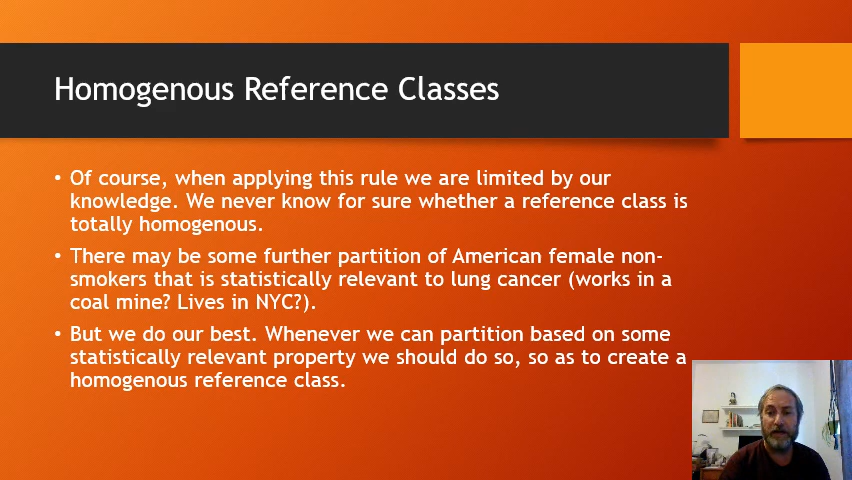 Homogenous Reference Classes
• Of course, when applying this rule we are limited by our
knowledge. We never know for sure whether a reference class is
totally homogenous.
• There may be some further partition of American female non-
smokers that is statistically relevant to lung cancer (works in a
coal mine? Lives in NYC?).
• But we do our best. Whenever we can partition based on some
statistically relevant property we should do so, so as to create a
homogenous reference class.